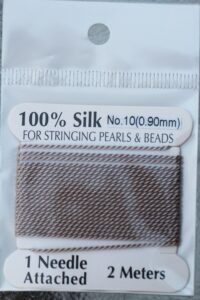 100% Silk No.10(0.90mm)
FOR STRINGING PEARLS & BEADS
1 Needle
Attached 2 Meters